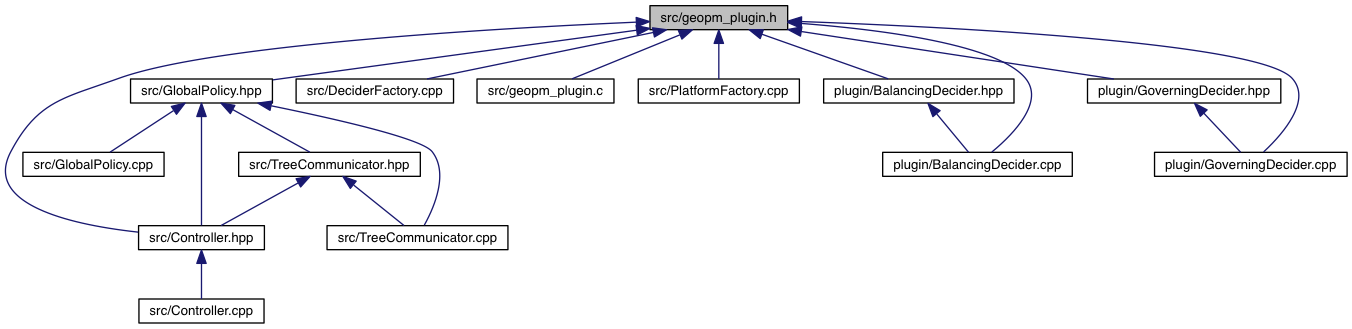 src/geopm_plugin.h
src/GlobalPolicy.hpp
src/DeciderFactory.cpp
src/geopm_plugin.c
src/PlatformFactory.cpp
plugin/BalancingDecider.hpp
plugin/GoverningDecider.hpp
src/GlobalPolicy.cpp
src/TreeCommunicator.hpp
plugin/BalancingDecider.cpp
plugin/GoverningDecider.cpp
src/Controller.hpp
src/TreeCommunicator.cpp
src/Controller.cpp